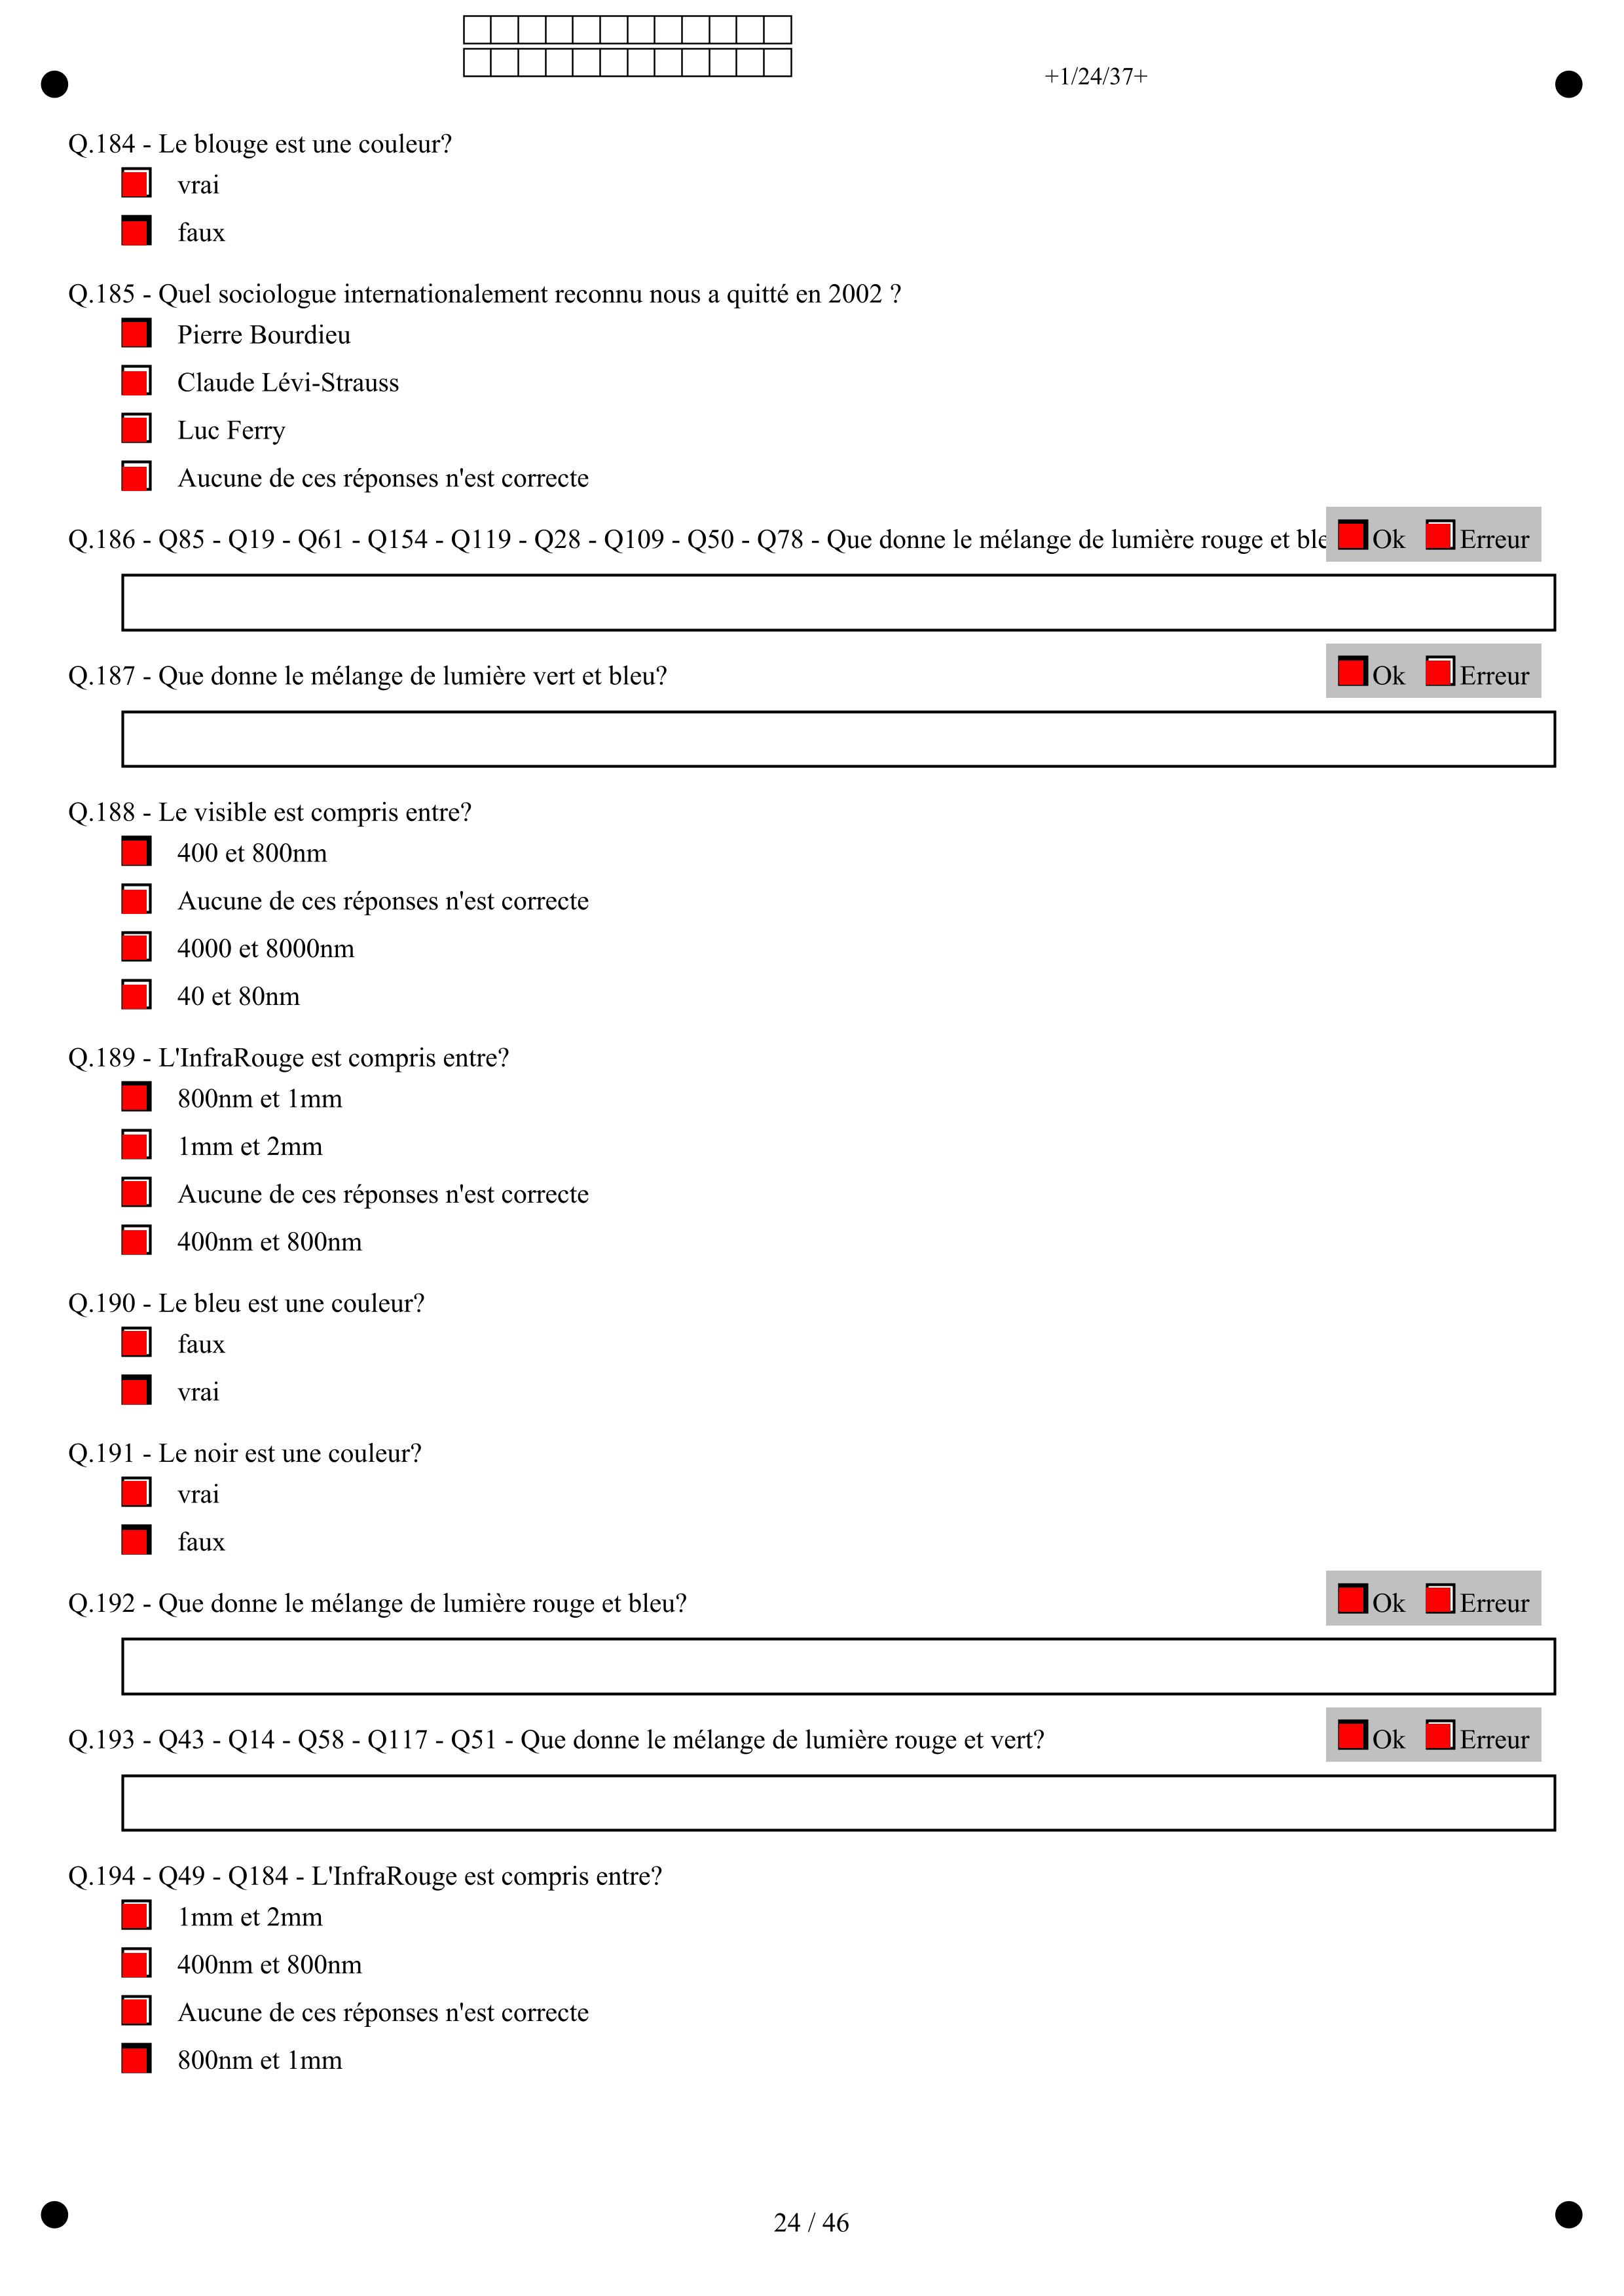 +1/24/37+
Q.184 - Le blouge est une couleur?
vrai
faux
Q.185 - Quel sociologue internationalement reconnu nous a quitté en 2002 ?
Pierre Bourdieu
Claude Lévi-Strauss
Luc Ferry
Aucune de ces réponses n'est correcte
Q.186 - Q85 - Q19 - Q61 - Q154 - Q119 - Q28 - Q109 - Q50 - Q78 - Que donne le mélange de lumière rouge et ble Ok Erreur
Q.187 - Que donne le mélange de lumière vert et bleu? Ok Erreur
Q.188 - Le visible est compris entre?
400 et 800nm
Aucune de ces réponses n'est correcte
4000 et 8000nm
40 et 80nm
Q.189 - L'InfraRouge est compris entre?
800nm et 1mm
1mm et 2mm
Aucune de ces réponses n'est correcte
400nm et 800nm
Q.190 - Le bleu est une couleur?
faux
vrai
Q.191 - Le noir est une couleur?
vrai
faux
Q.192 - Que donne le mélange de lumière rouge et bleu? Ok Erreur
Q.193 - Q43 - Q14 - Q58 - Q117 - Q51 - Que donne le mélange de lumière rouge et vert? Ok Erreur
Q.194 - Q49 - Q184 - L'InfraRouge est compris entre?
1mm et 2mm
400nm et 800nm
Aucune de ces réponses n'est correcte
800nm et 1mm
24 / 46